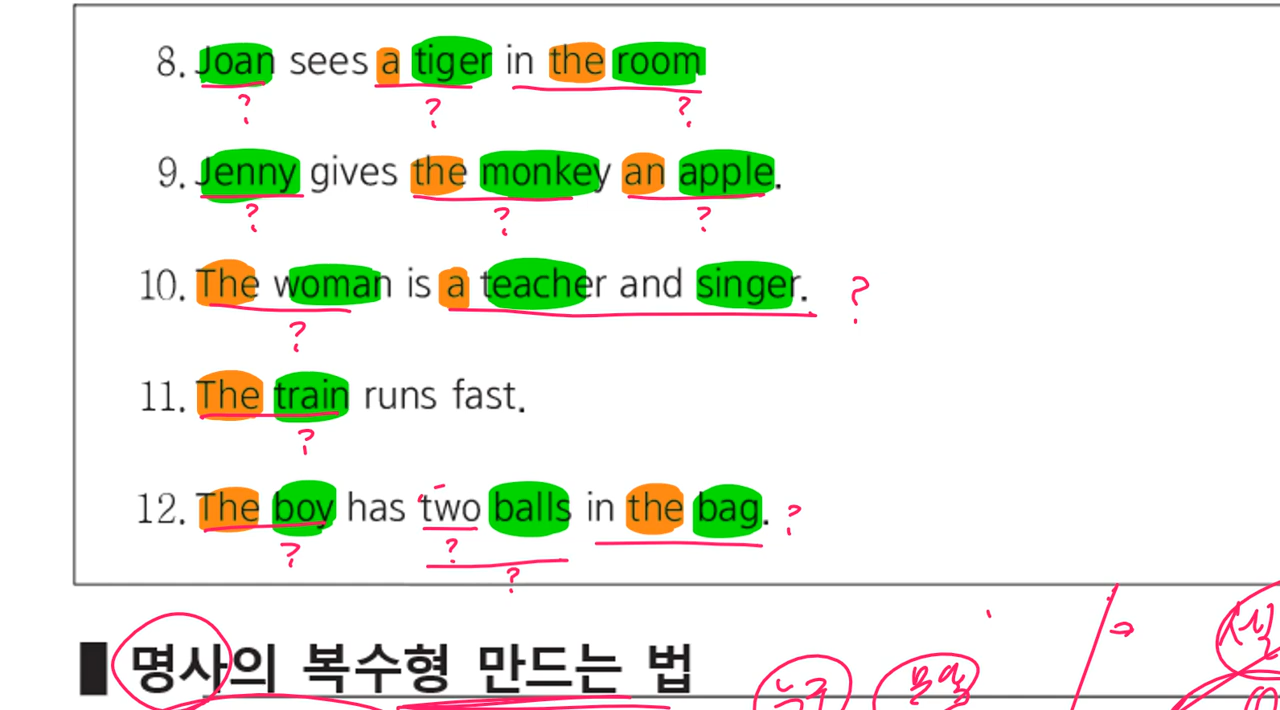 8. Joan sees a tiger in the room
? ? ?
9. Jenny gives the monkey an apple.
? ? ?
10. The woman is a teacher and singer. ?
?
11. The train runs fast.
?
12. The boy has two balls in the bag. ?
? ?
?
명사의 복수형 만드는 법